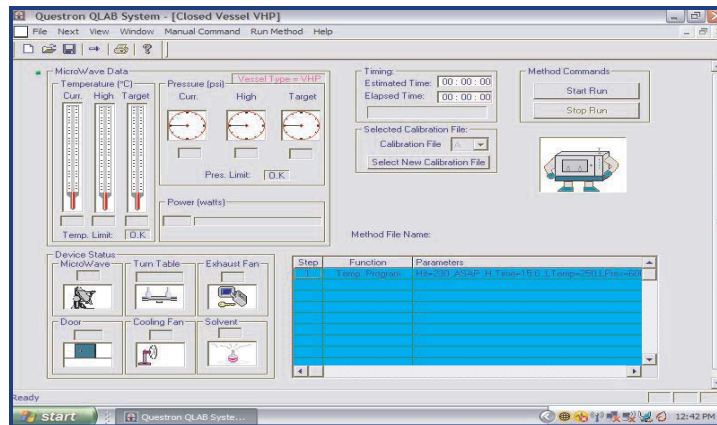 Questron QLAB System - [Closed Vessel VHP]
File Next View Window Manual Command Run Method Help
MicroWave Data
Temperature (°C)
Curr. High Target
Temp. Limit: O.K
Pressure (psi)
Vessel Type = VHP
Curr. High Target
Pres. Limit: O.K
Power (watts)
Timing:
Estimated Time: 00 : 00 : 00
Elapsed Time: 00 : 00 : 00
Selected Calibration File:
Calibration File A
Select New Calibration File
Method Commands
Start Run
Stop Run
Method File Name:
Device Status
MicroWave Turn Table Exhaust Fan
Door Cooling Fan Solvent
Step Function Parameters
1 Temp. Program
Ready
start Questron QLAB Syste... 12:42 PM